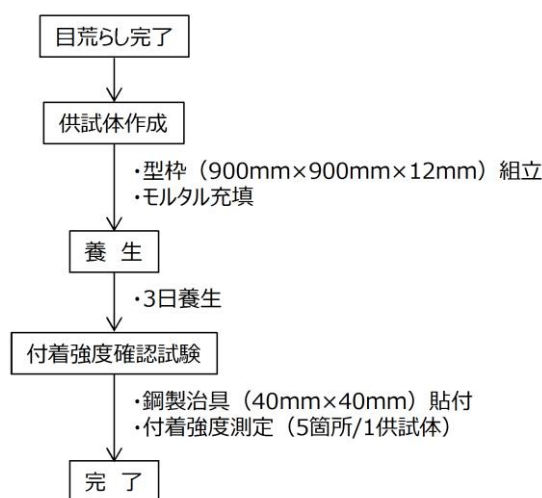 目荒らし完了
供試体作成
・型枠（900mm×900mm×12mm）組立
・モルタル充填
養 生
・3日養生
付着強度確認試験
・鋼製治具（40mm×40mm）貼付
・付着強度測定（5箇所/1供試体）
完 了